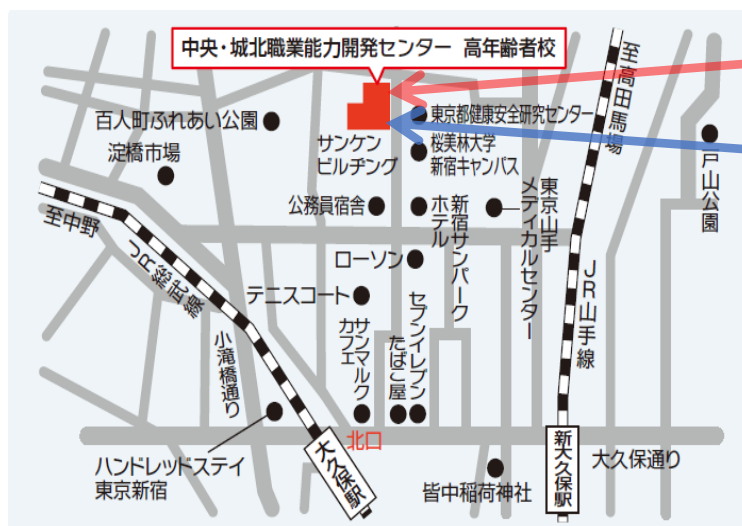 中央・城北職業能力開発センター 高年齢者校
至高田馬場
百人町ふれあい公園
東京都健康安全研究センター
淀橋市場
サンケン
ビルヂング
桜美林大学
新宿キャンパス
戸山公園
至中野
公務員宿舎
新宿サンパーク
ホテル
東京山手
メディカルセンター
JR総武線
ローソン
JR山手線
テニスコート
小滝橋通り
サンマルク
カフェ
たばこ屋
セブンイレブン
北口
大久保駅
新大久保駅
大久保通り
ハンドレッドステイ
東京新宿
皆中稲荷神社